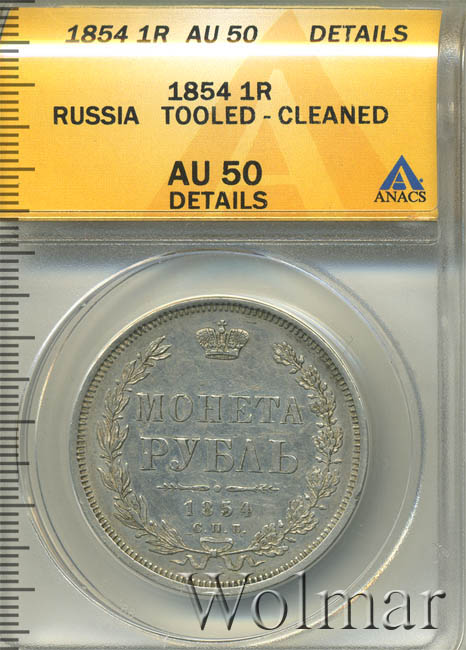 1854 1R AU 50 DETAILS
1854 1R
RUSSIA TOOLED - CLEANED
AU 50
DETAILS
ANACS
МОНЕТА
РУБЛЬ
1854
С.П.Б.
Wolmar